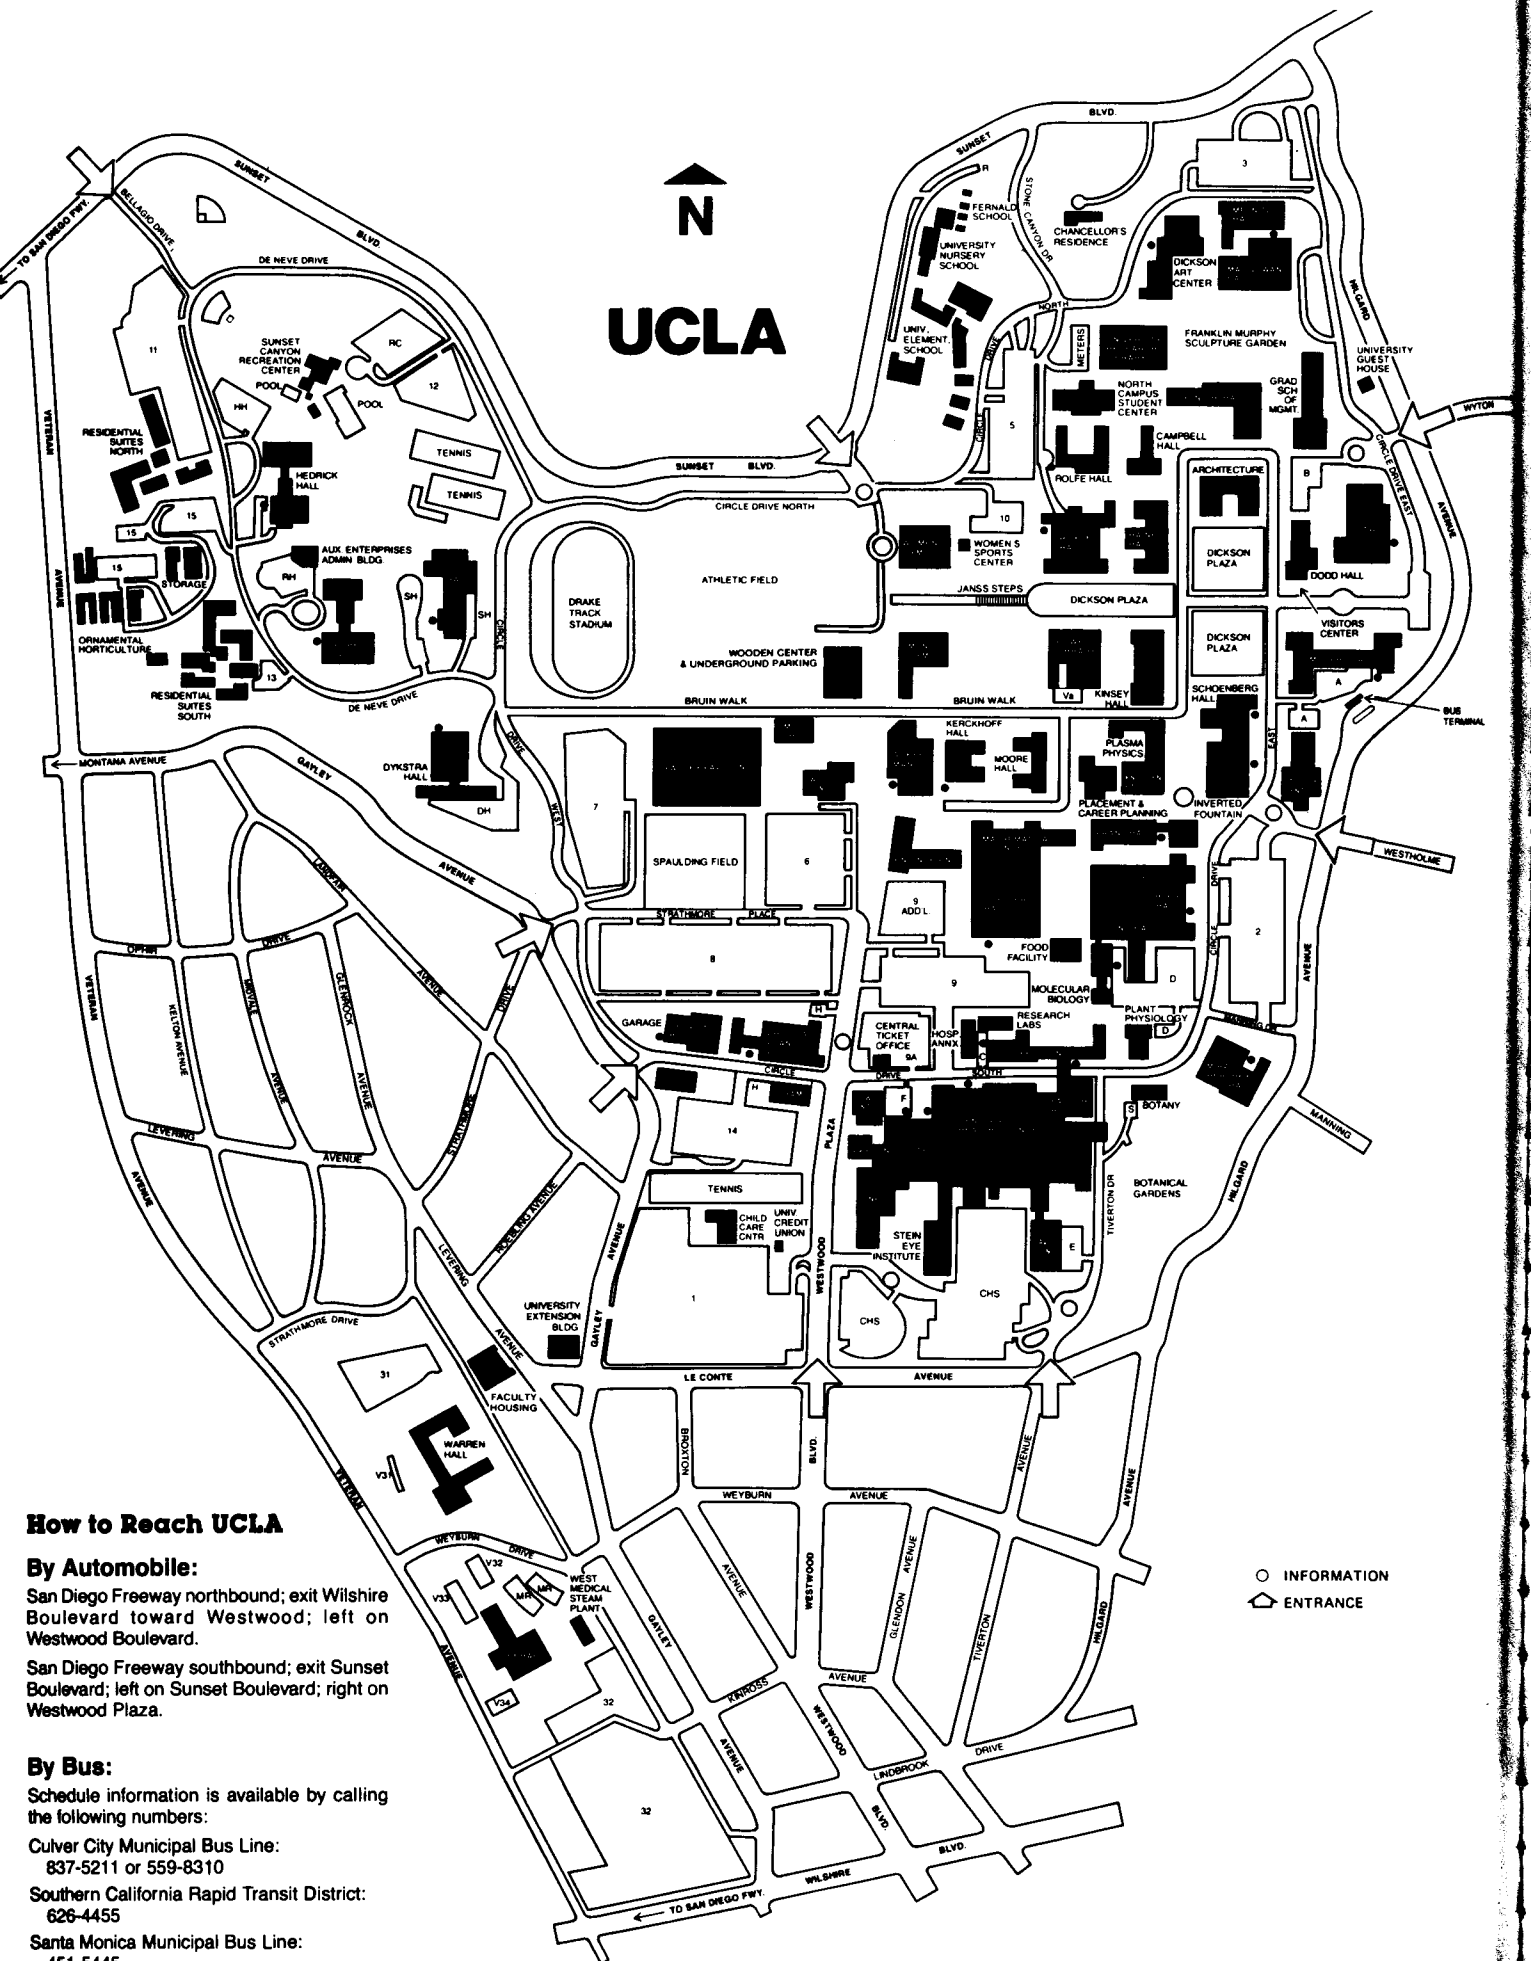 BLVD.
SUNSET
3
R
FERNALD
SCHOOL
STONE CANYON DR
CHANCELLOR'S
RESIDENCE
UNIVERSITY
NURSERY
SCHOOL
DICKSON
ART
CENTER
SUNSET
BLVD.
BELLAGIO DRIVE
TO SAN DIEGO FWY.
N
UCLA
DE NEVE DRIVE
11
SUNSET
CANYON
RECREATION
CENTER
RC
POOL
POOL
12
HH
NORTH
UNIV.
ELEMENT.
SCHOOL
DRIVE
METERS
FRANKLIN MURPHY
SCULPTURE GARDEN
HILGARD
UNIVERSITY
GUEST
HOUSE
GRAD
SCH
OF
MGMT.
NORTH
CAMPUS
STUDENT
CENTER
WYTON
5
CIRCLE
CAMPBELL
HALL
ROLFE HALL
ARCHITECTURE
B
CIRCLE DRIVE EAST
AVENUE
VETERAN
RESIDENTIAL
SUITES
NORTH
TENNIS
TENNIS
HEDRICK
HALL
SUNSET BLVD.
CIRCLE DRIVE NORTH
10
15
15
15
STORAGE
AUX ENTERPRISES
ADMIN BLDG.
RH
SH
SH
AVENUE
WOMEN'S
SPORTS
CENTER
DICKSON
PLAZA
DODD HALL
ATHLETIC FIELD
DRAKE
TRACK
STADIUM
JANSS STEPS
DICKSON PLAZA
VISITORS
CENTER
DICKSON
PLAZA
CIRCLE
ORNAMENTAL
HORTICULTURE
WOODEN CENTER
& UNDERGROUND PARKING
13
RESIDENTIAL
SUITES
SOUTH
DE NEVE DRIVE
Va
KINSEY
HALL
SCHOENBERG
HALL
A
A
BUS
TERMINAL
BRUIN WALK
BRUIN WALK
KERCKHOFF
HALL
MOORE
HALL
PLASMA
PHYSICS
EAST
DRIVE
MONTANA AVENUE
GAYLEY
DYKSTRA
HALL
DH
WEST
7
PLACEMENT &
CAREER PLANNING
INVERTED
FOUNTAIN
WESTHOLME
SPAULDING FIELD
6
LANDFAIR
AVENUE
9
ADD'L.
DRIVE
STRATHMORE PLACE
FOOD
FACILITY
CIRCLE
2
OPHIR
DRIVE
AVENUE
8
9
D
MOLECULAR
BIOLOGY
AVENUE
VETERAN
KELTON AVENUE
MIDVALE
GLENROCK
DRIVE
H
GARAGE
CENTRAL
TICKET
OFFICE
9A
HOSP.
ANNX.
RESEARCH
LABS
PLANT
PHYSIOLOGY
D
MANNING DR.
C
CIRCLE
DRIVE
SOUTH
AVENUE
AVENUE
H
F
S
BOTANY
MANNING
14
PLAZA
STRATHMORE
LEVERING
AVENUE
AVENUE
TENNIS
HILGARD
BOTANICAL
GARDENS
TIVERTON DR
ROEBLING AVENUE
AVENUE
CHILD
CARE
CNTR
UNIV.
CREDIT
UNION
LEVERING
STEIN
EYE
INSTITUTE
E
WESTWOOD
1
CHS
CHS
STRATHMORE DRIVE
UNIVERSITY
EXTENSION
BLDG
GAYLEY
AVENUE
31
LE CONTE
AVENUE
FACULTY
HOUSING
WARREN
HALL
V31
VETERAN
BROXTON
BLVD.
AVENUE
AVENUE
WEYBURN
AVENUE
WEYBURN
DRIVE
V32
V33
MR
MR
WEST
MEDICAL
STEAM
PLANT
AVENUE
WESTWOOD
AVENUE
GLENDON
TIVERTON
HILGARD
GAYLEY
INFORMATION
ENTRANCE
AVENUE
V34
32
KINROSS
AVENUE
AVENUE
WESTWOOD
DRIVE
LINDBROOK
32
BLVD.
BLVD.
WILSHIRE
TO SAN DIEGO FWY.
How to Reach UCLA
By Automobile:
San Diego Freeway northbound; exit Wilshire
Boulevard toward Westwood; left on
Westwood Boulevard.
San Diego Freeway southbound; exit Sunset
Boulevard; left on Sunset Boulevard; right on
Westwood Plaza.
By Bus:
Schedule information is available by calling
the following numbers:
Culver City Municipal Bus Line:
837-5211 or 559-8310
Southern California Rapid Transit District:
626-4455
Santa Monica Municipal Bus Line:
451-5445